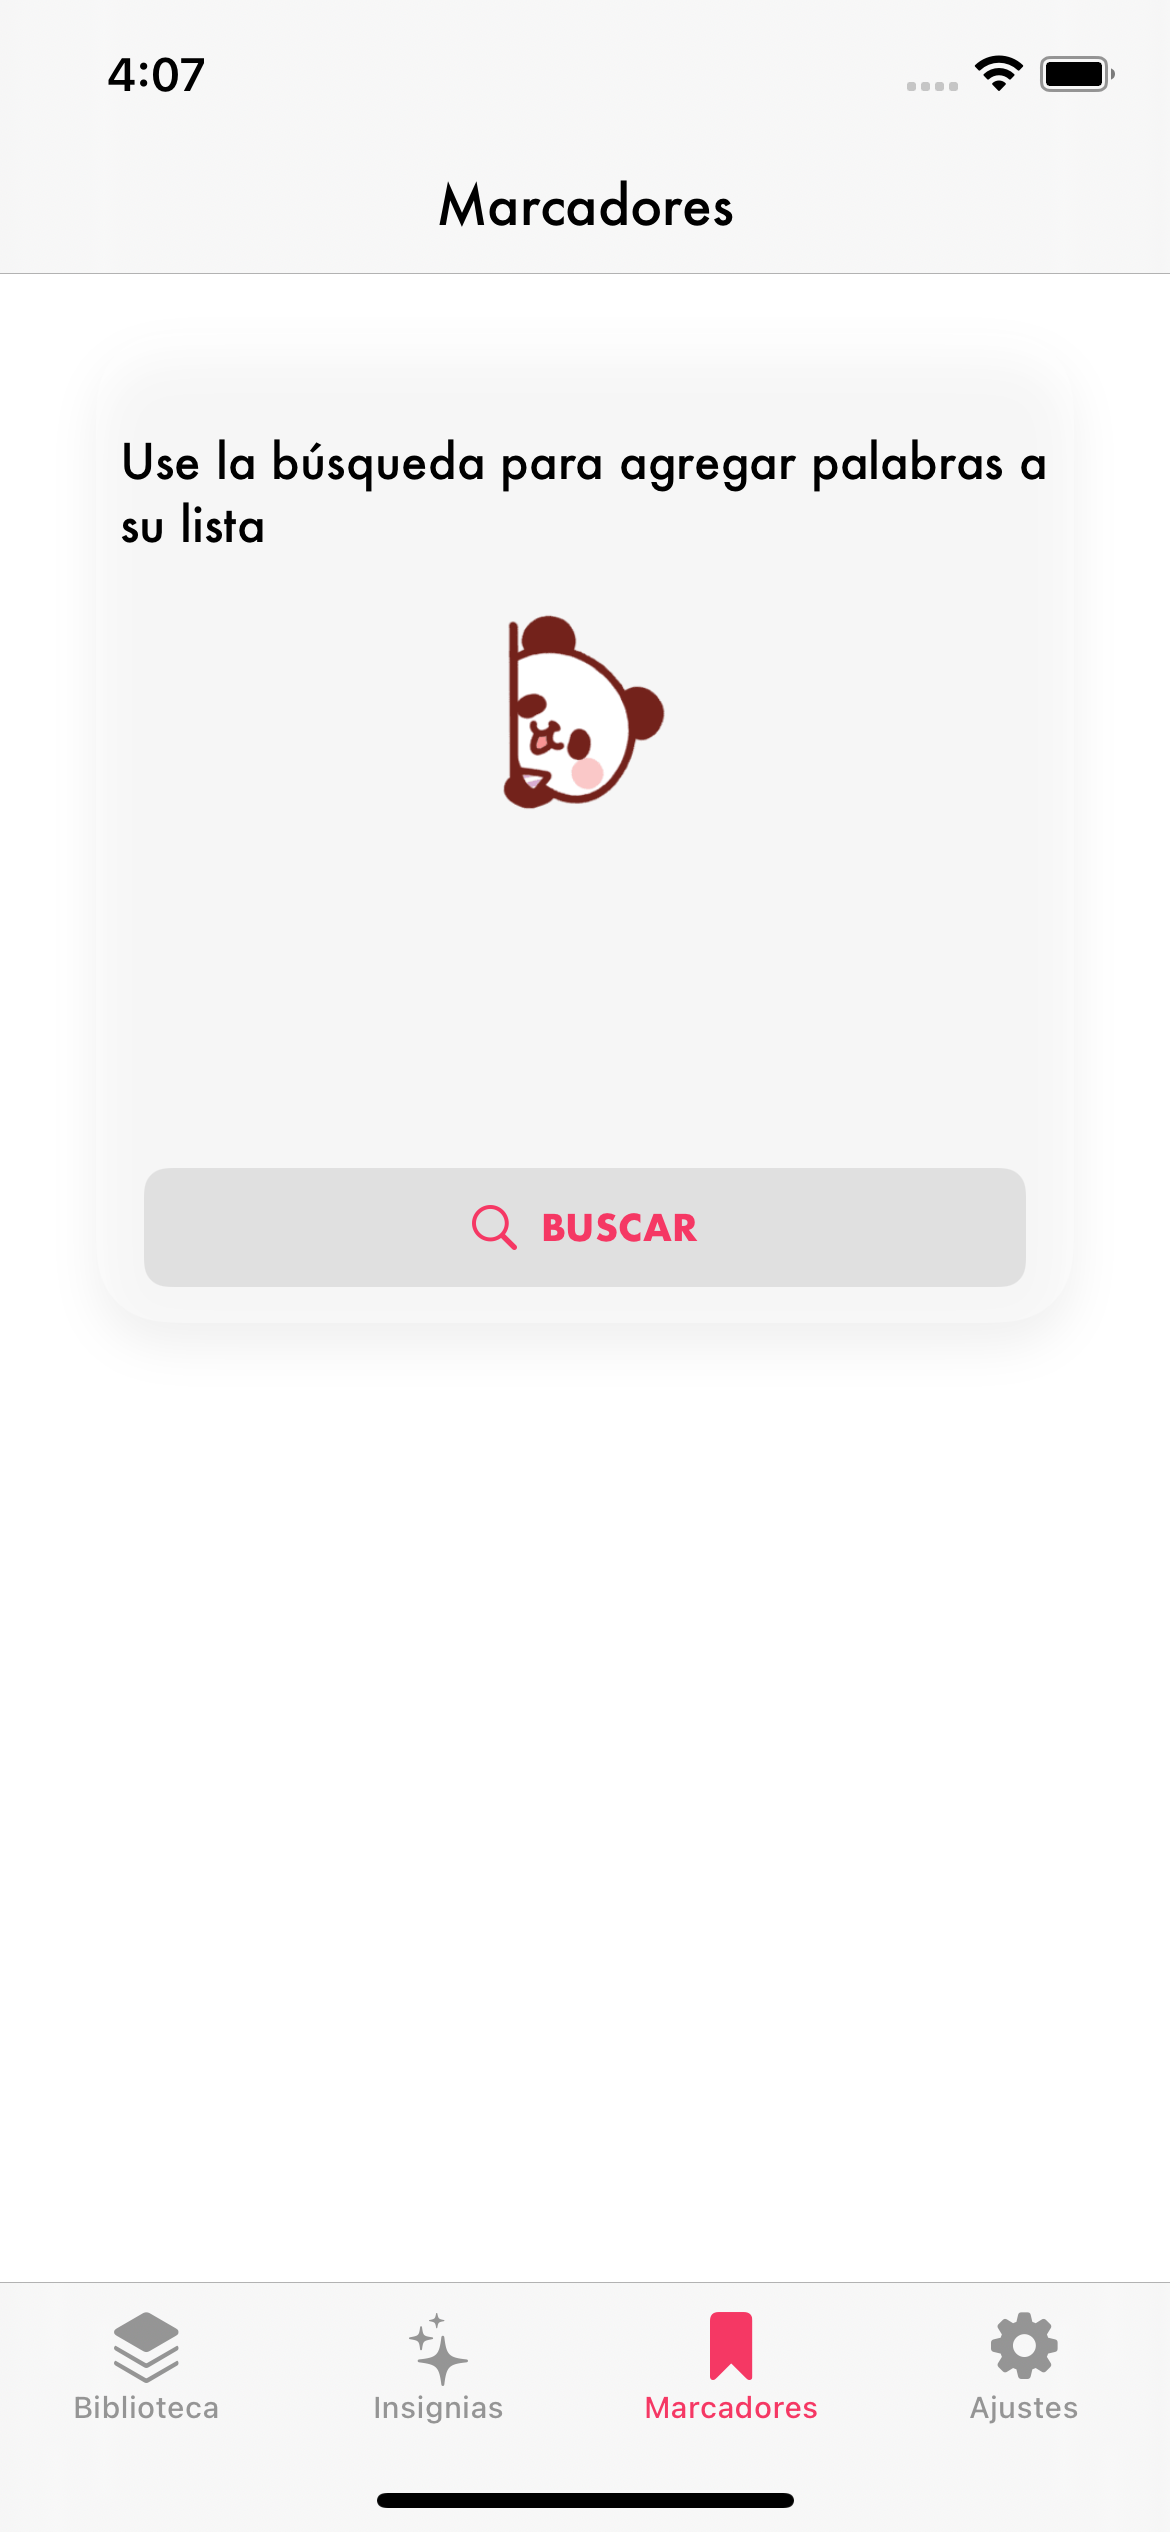 4:07
Marcadores
Use la búsqueda para agregar palabras a
su lista
BUSCAR
Biblioteca
Insignias
Marcadores
Ajustes